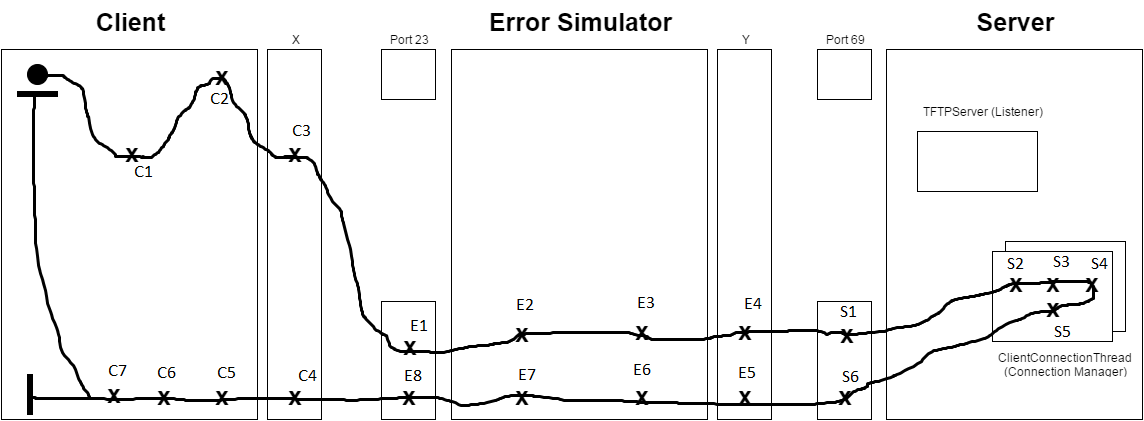 Client
Error Simulator
Server
X
Port 23
Y
Port 69
C2
TFTPServer (Listener)
C3
C1
S2
S3
S4
E2
E3
E4
S1
E1
S5
ClientConnectionThread
(Connection Manager)
C7
C6
C5
C4
E8
E7
E6
E5
S6